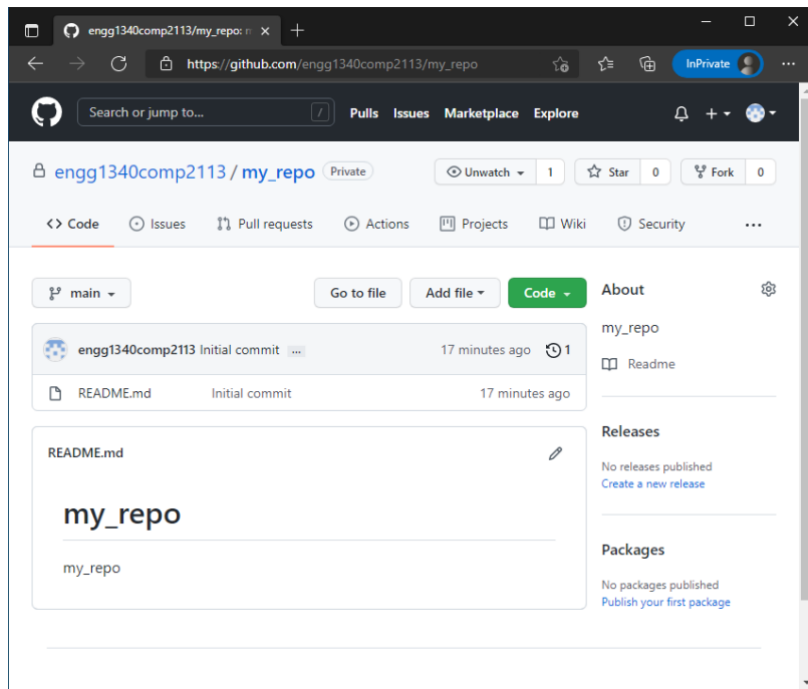 engg1340comp2113/my_repo: 
https://github.com/engg1340comp2113/my_repo
InPrivate
Search or jump to... /
Pulls Issues Marketplace Explore
engg1340comp2113 / my_repo Private
Unwatch 1 Star 0 Fork 0
Code Issues Pull requests Actions Projects Wiki Security ...
main
Go to file Add file Code
engg1340comp2113 Initial commit ... 17 minutes ago 1
README.md Initial commit 17 minutes ago
README.md
my_repo
my_repo
About
my_repo
Readme
Releases
No releases published
Create a new release
Packages
No packages published
Publish your first package